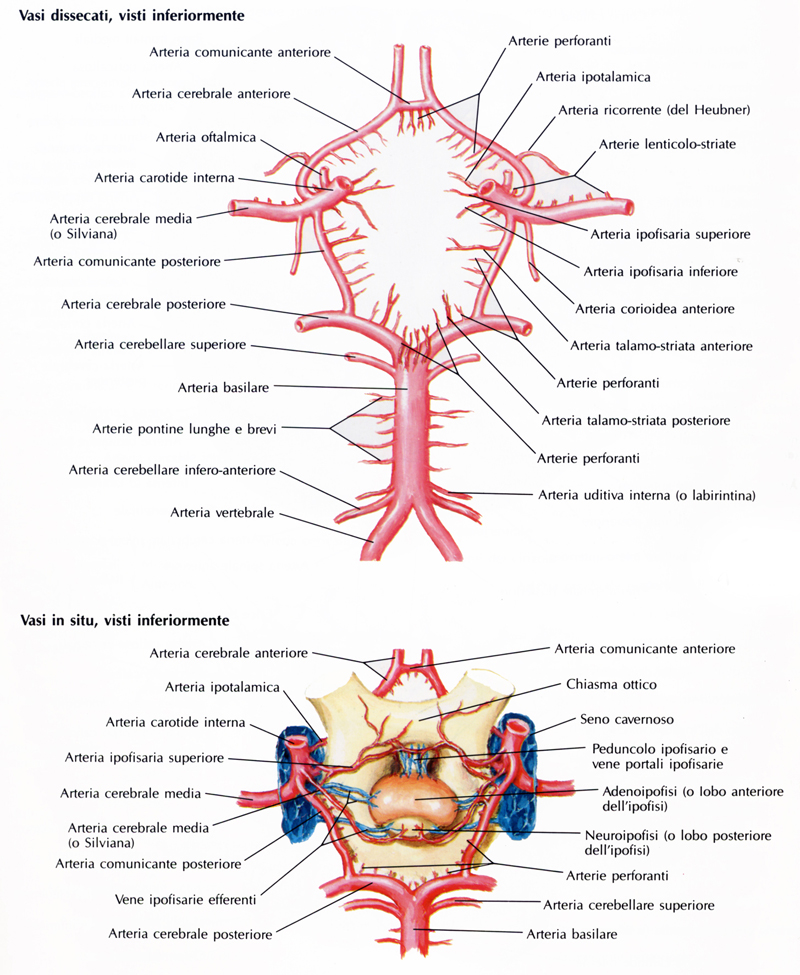 Vasi dissecati, visti inferiormente
Arteria comunicante anteriore
Arteria cerebrale anteriore
Arteria oftalmica
Arteria carotide interna
Arteria cerebrale media
(o Silviana)
Arteria comunicante posteriore
Arteria cerebrale posteriore
Arteria cerebellare superiore
Arteria basilare
Arterie pontine lunghe e brevi
Arteria cerebellare infero-anteriore
Arteria vertebrale
Arterie perforanti
Arteria ipotalamica
Arteria ricorrente (del Heubner)
Arterie lenticolo-striate
Arteria ipofisaria superiore
Arteria ipofisaria inferiore
Arteria corioidea anteriore
Arteria talamo-striata anteriore
Arterie perforanti
Arteria talamo-striata posteriore
Arterie perforanti
Arteria uditiva interna (o labirintina)
Vasi in situ, visti inferiormente
Arteria cerebrale anteriore
Arteria ipotalamica
Arteria carotide interna
Arteria ipofisaria superiore
Arteria cerebrale media
Arteria cerebrale media
(o Silviana)
Arteria comunicante posteriore
Vene ipofisarie efferenti
Arteria cerebrale posteriore
Arteria comunicante anteriore
Chiasma ottico
Seno cavernoso
Peduncolo ipofisario e
vene portali ipofisarie
Adenoipofisi (o lobo anteriore
dell'ipofisi)
Neuroipofisi (o lobo posteriore
dell'ipofisi)
Arterie perforanti
Arteria cerebellare superiore
Arteria basilare